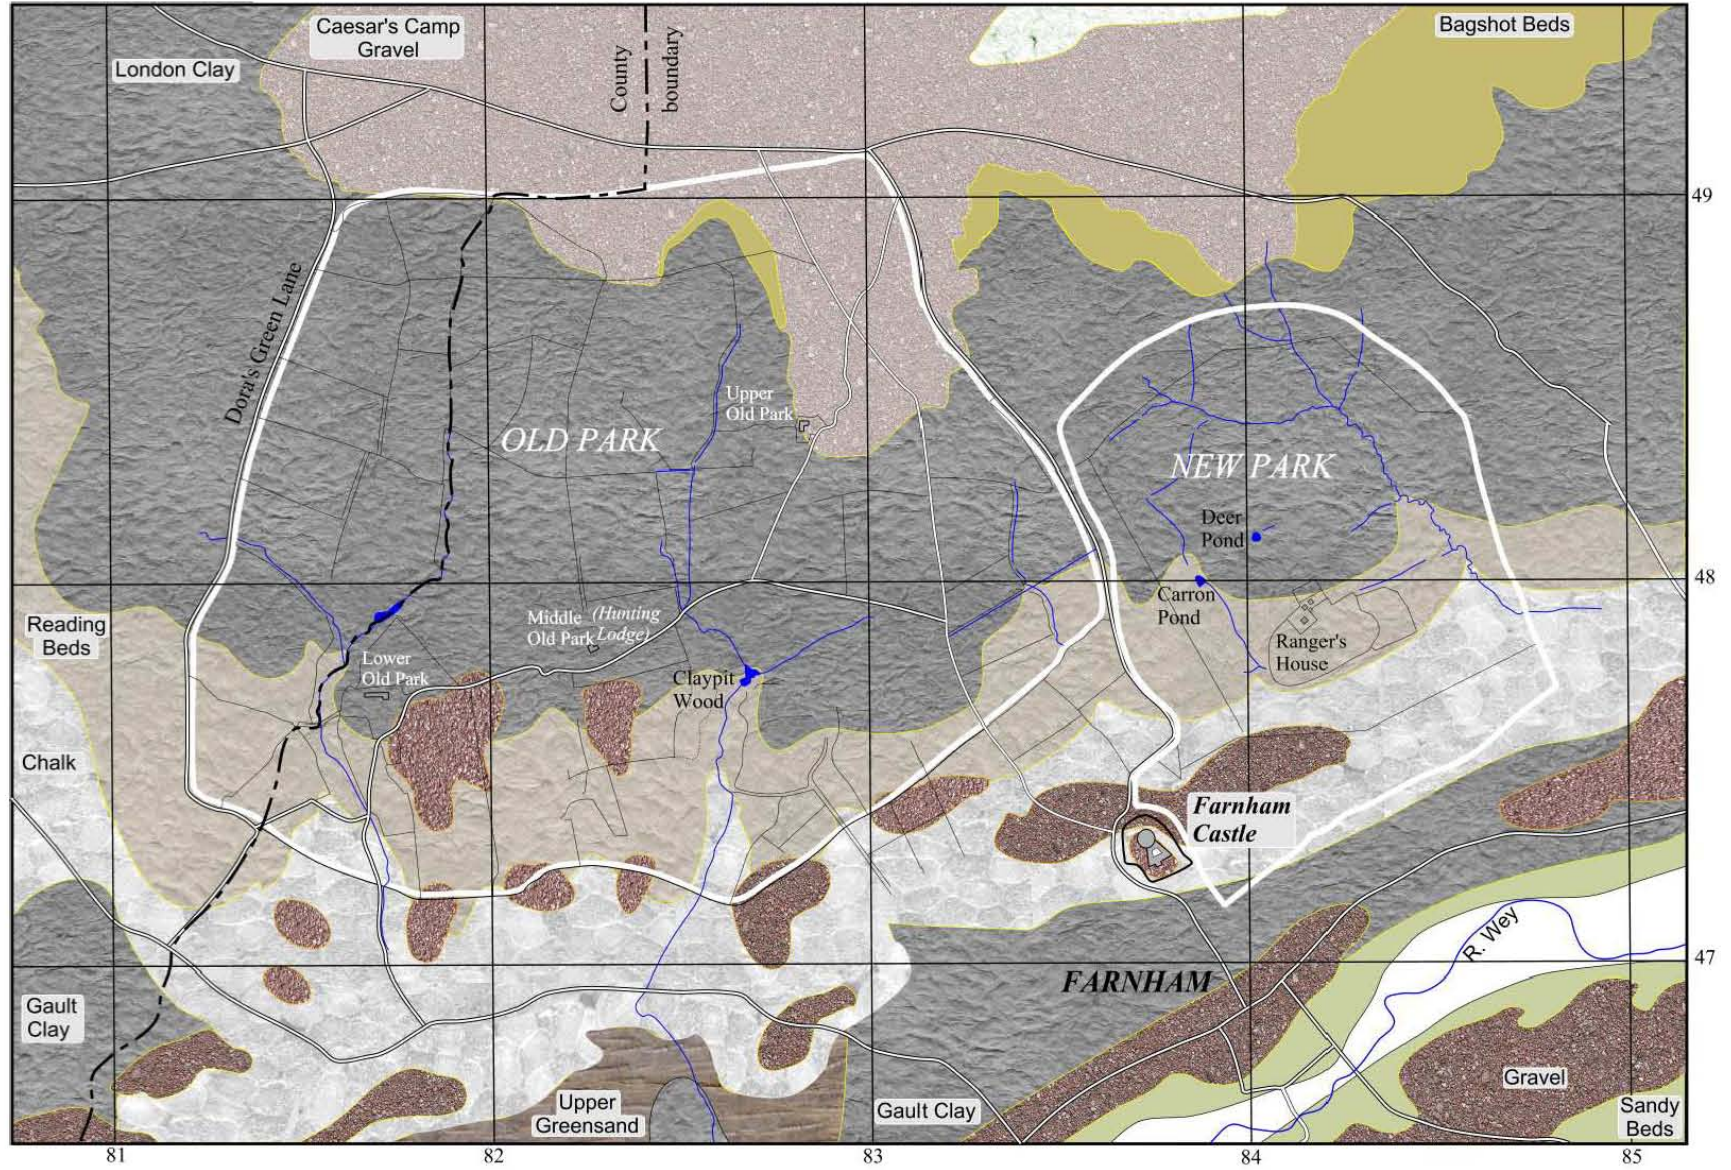 Caesar's Camp
Gravel
Bagshot Beds
London Clay
County
boundary
49
Dora's Green Lane
Upper
Old Park
OLD PARK
NEW PARK
Deer
Pond
48
Carron
Pond
Middle
Old Park
(Hunting
Lodge)
Reading
Beds
Ranger's
House
Lower
Old Park
Claypit
Wood
Chalk
Farnham
Castle
R. Wey
47
FARNHAM
Gault
Clay
Gravel
Upper
Greensand
Gault Clay
Sandy
Beds
81
82
83
84
85